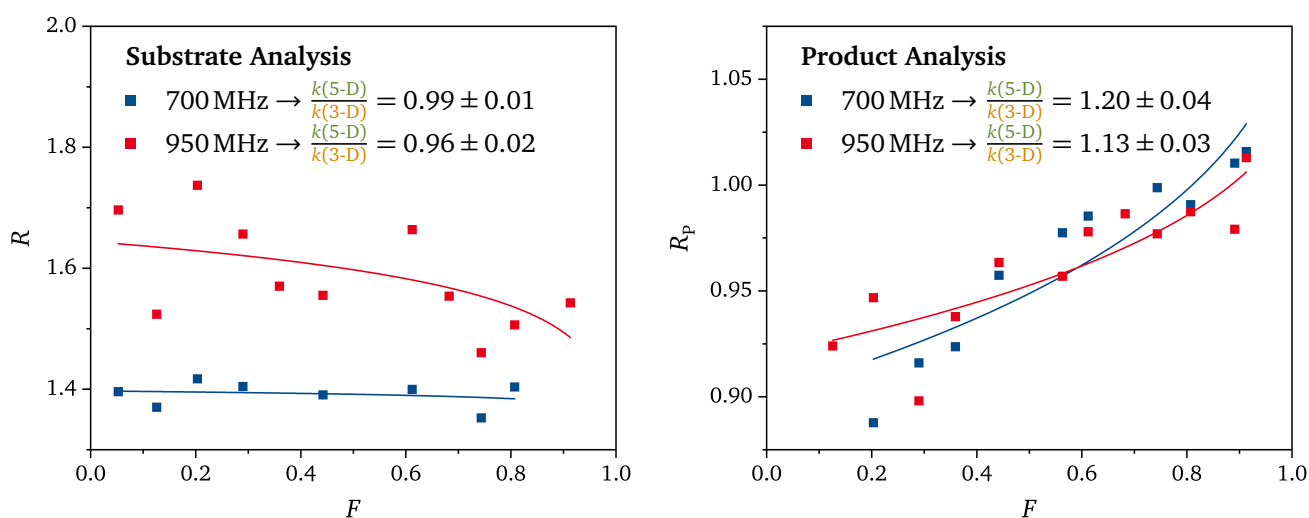 Substrate Analysis
700 MHz → k(5-D)/k(3-D) = 0.99 ± 0.01
950 MHz → k(5-D)/k(3-D) = 0.96 ± 0.02
2.0
1.8
1.6
1.4
R
0.0 0.2 0.4 0.6 0.8 1.0
F
Product Analysis
700 MHz → k(5-D)/k(3-D) = 1.20 ± 0.04
950 MHz → k(5-D)/k(3-D) = 1.13 ± 0.03
1.05
1.00
0.95
0.90
Rp
0.0 0.2 0.4 0.6 0.8 1.0
F